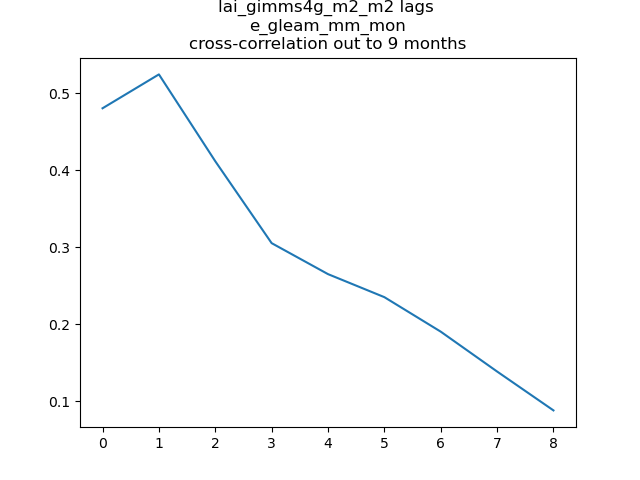 lai_gimms4g_m2_m2 lags
e_gleam_mm_mon
cross-correlation out to 9 months
0.5
0.4
0.3
0.2
0.1
0 1 2 3 4 5 6 7 8